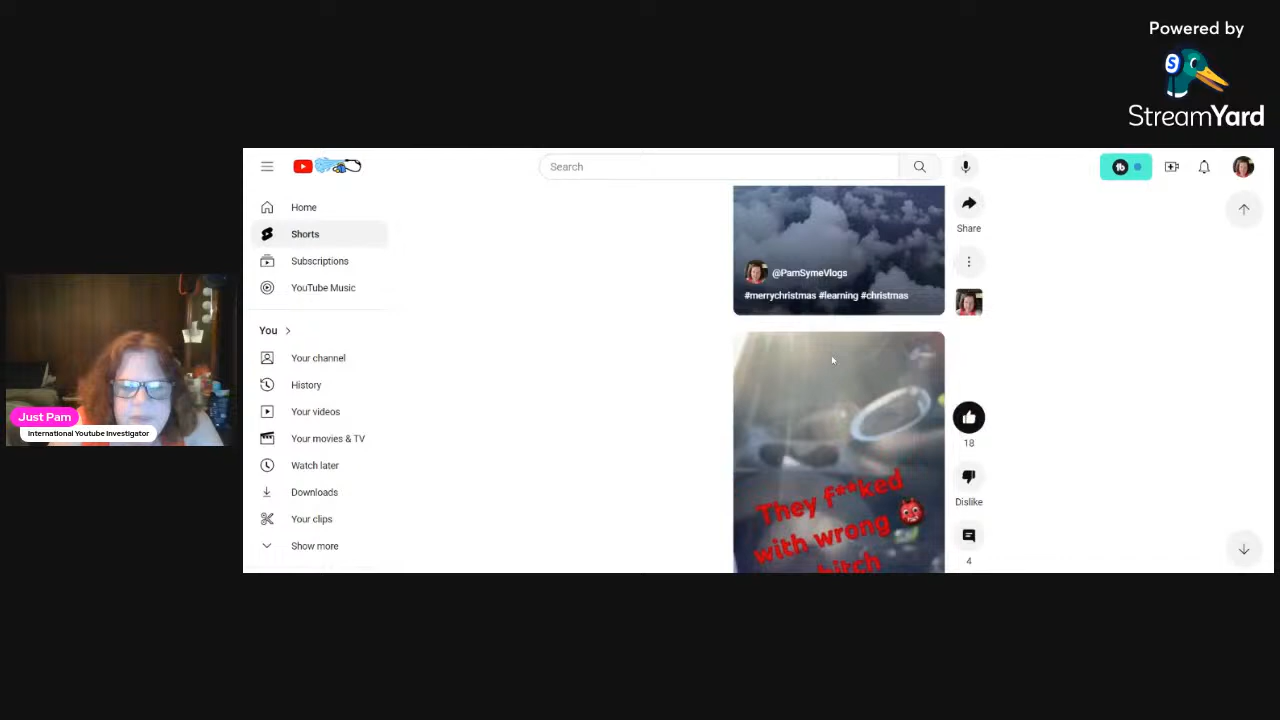 Powered by
StreamYard
Search
Home
Shorts
Subscriptions
YouTube Music
You
Your channel
History
Your videos
Your movies & TV
Watch later
Downloads
Your clips
Show more
@PamSymeVlogs
#merrychristmas #learning #christmas
They f**ked
with wrong
bitch
Share
18
Dislike
4
Just Pam
International Youtube Investigator